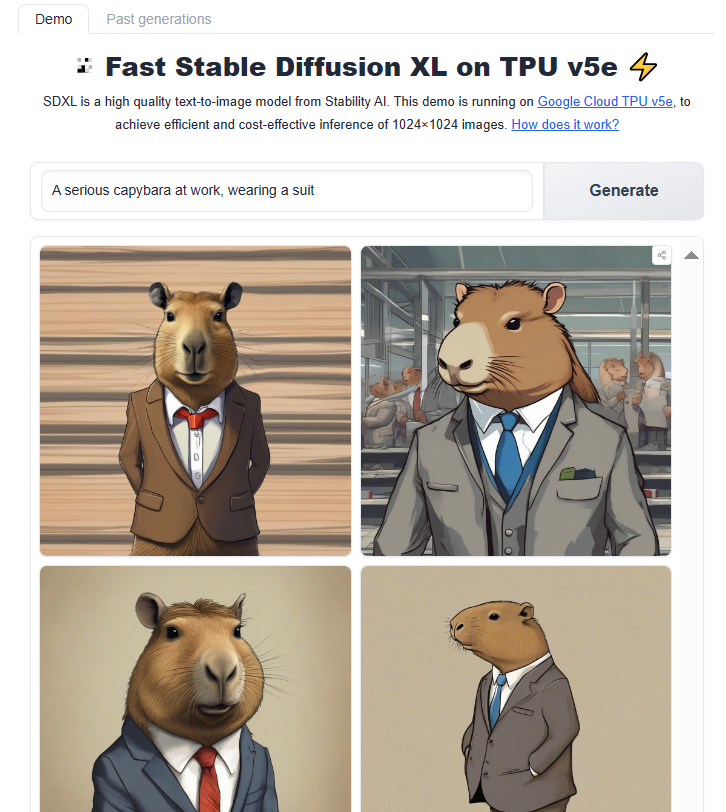 Demo
Past generations
Fast Stable Diffusion XL on TPU v5e ⚡
SDXL is a high quality text-to-image model from Stability AI. This demo is running on Google Cloud TPU v5e, to
achieve efficient and cost-effective inference of 1024×1024 images. How does it work?
A serious capybara at work, wearing a suit
Generate